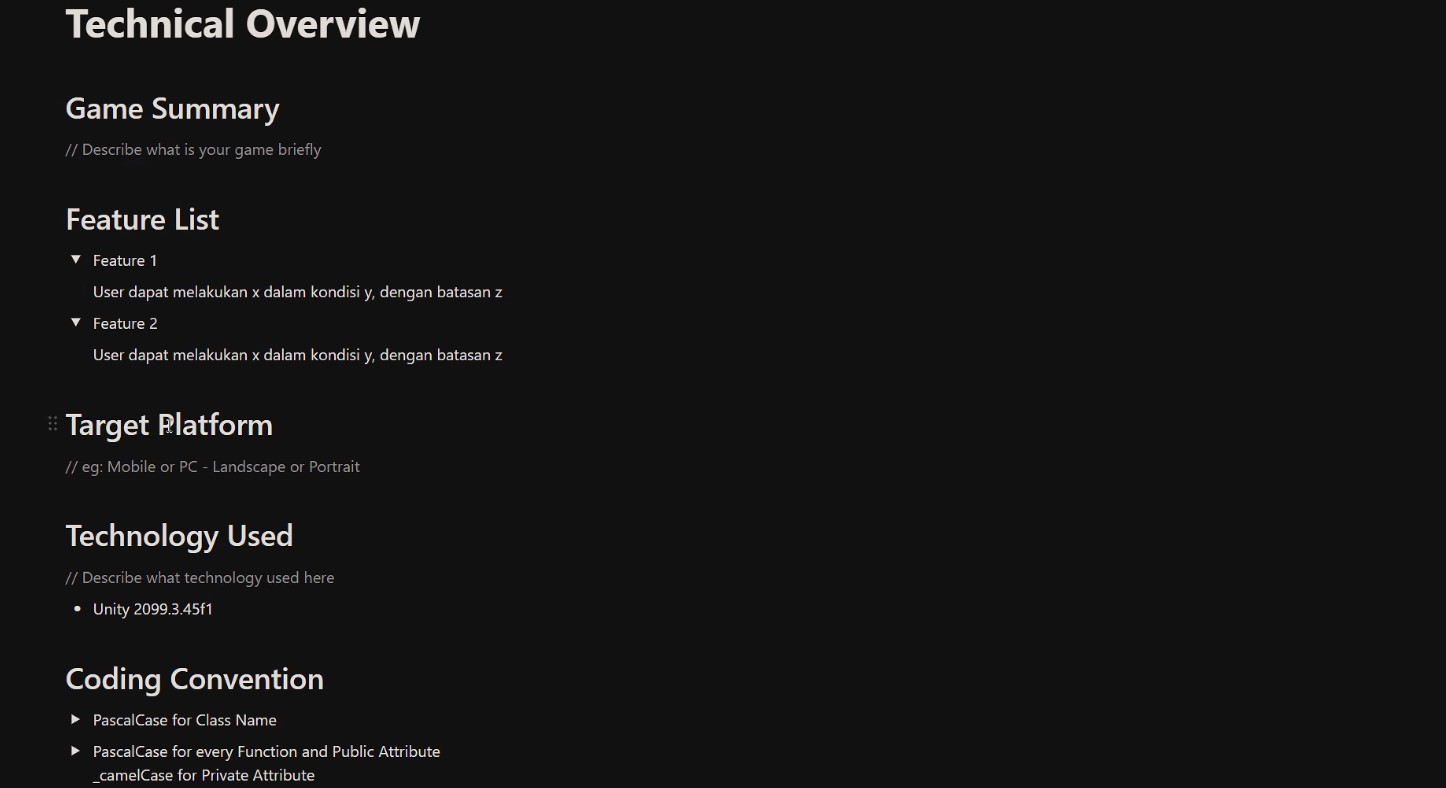 Technical Overview
Game Summary
// Describe what is your game briefly
Feature List
Feature 1
User dapat melakukan x dalam kondisi y, dengan batasan z
Feature 2
User dapat melakukan x dalam kondisi y, dengan batasan z
Target Platform
// eg: Mobile or PC - Landscape or Portrait
Technology Used
// Describe what technology used here
• Unity 2099.3.45f1
Coding Convention
PascalCase for Class Name
PascalCase for every Function and Public Attribute
_camelCase for Private Attribute